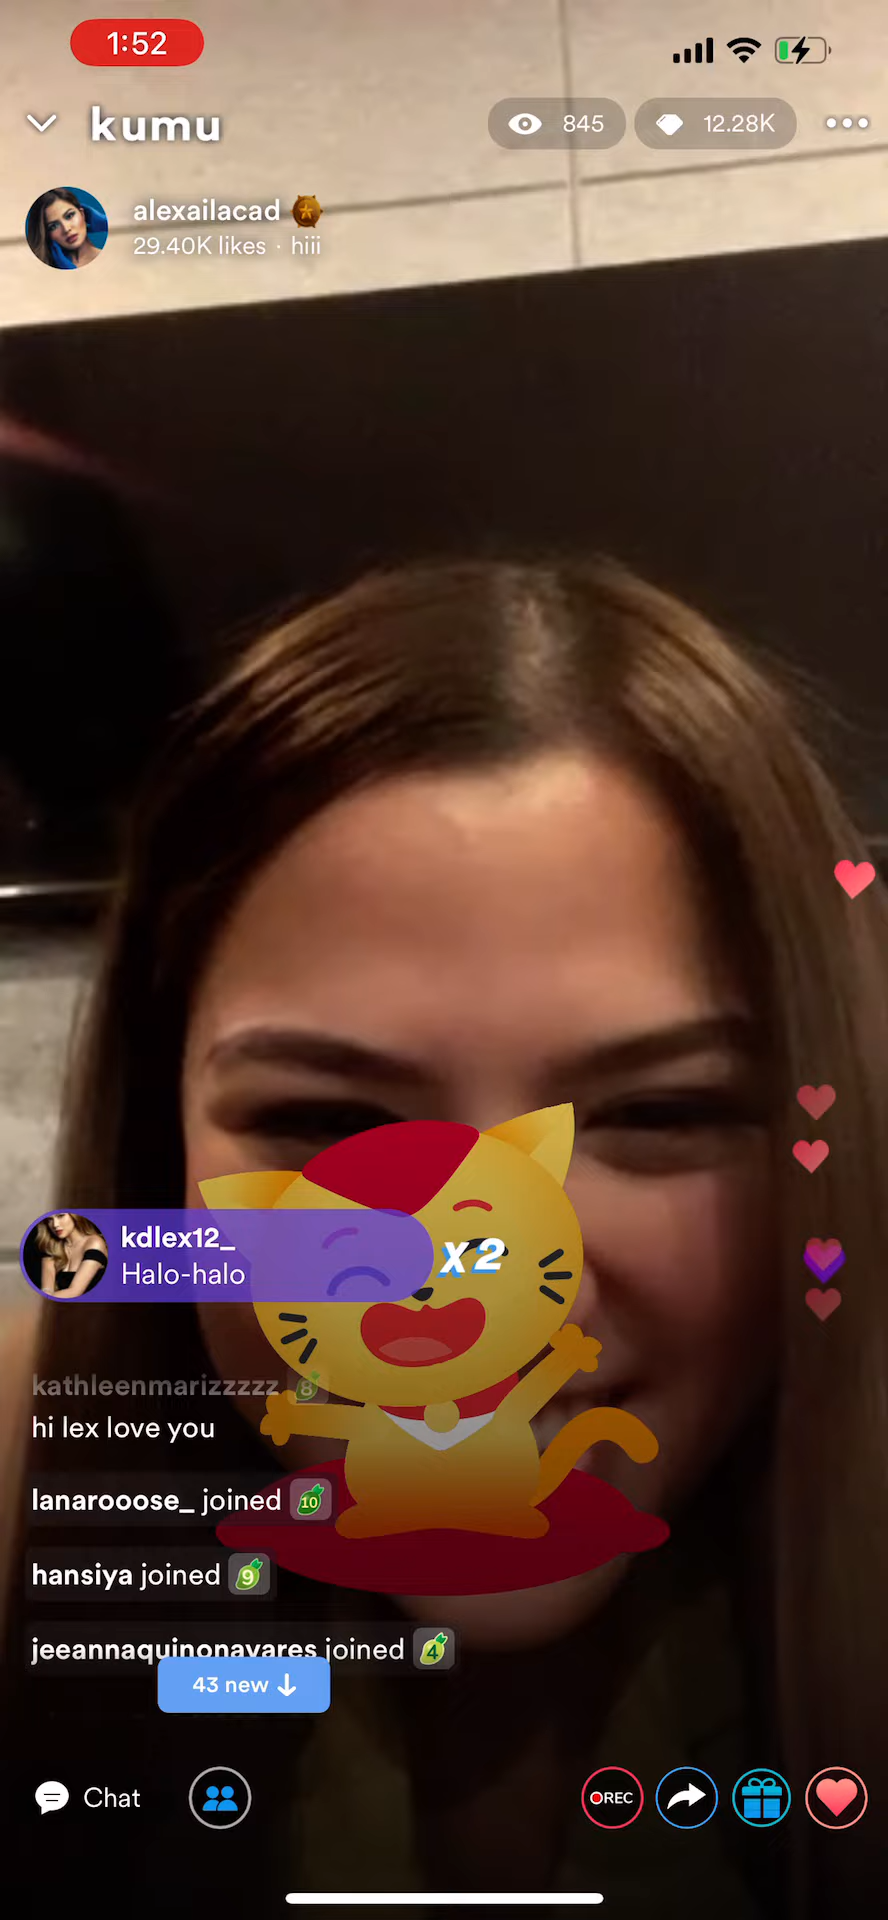 1:52
kumu
845
12.28K
alexailacad
29.40K likes · hiii
kdlex12_
Halo-halo
x2
kathleenmarizzzzz 8
hi lex love you
lanarooose_ joined 10
hansiya joined 9
jeeannaquinonavares joined 4
43 new
Chat
REC